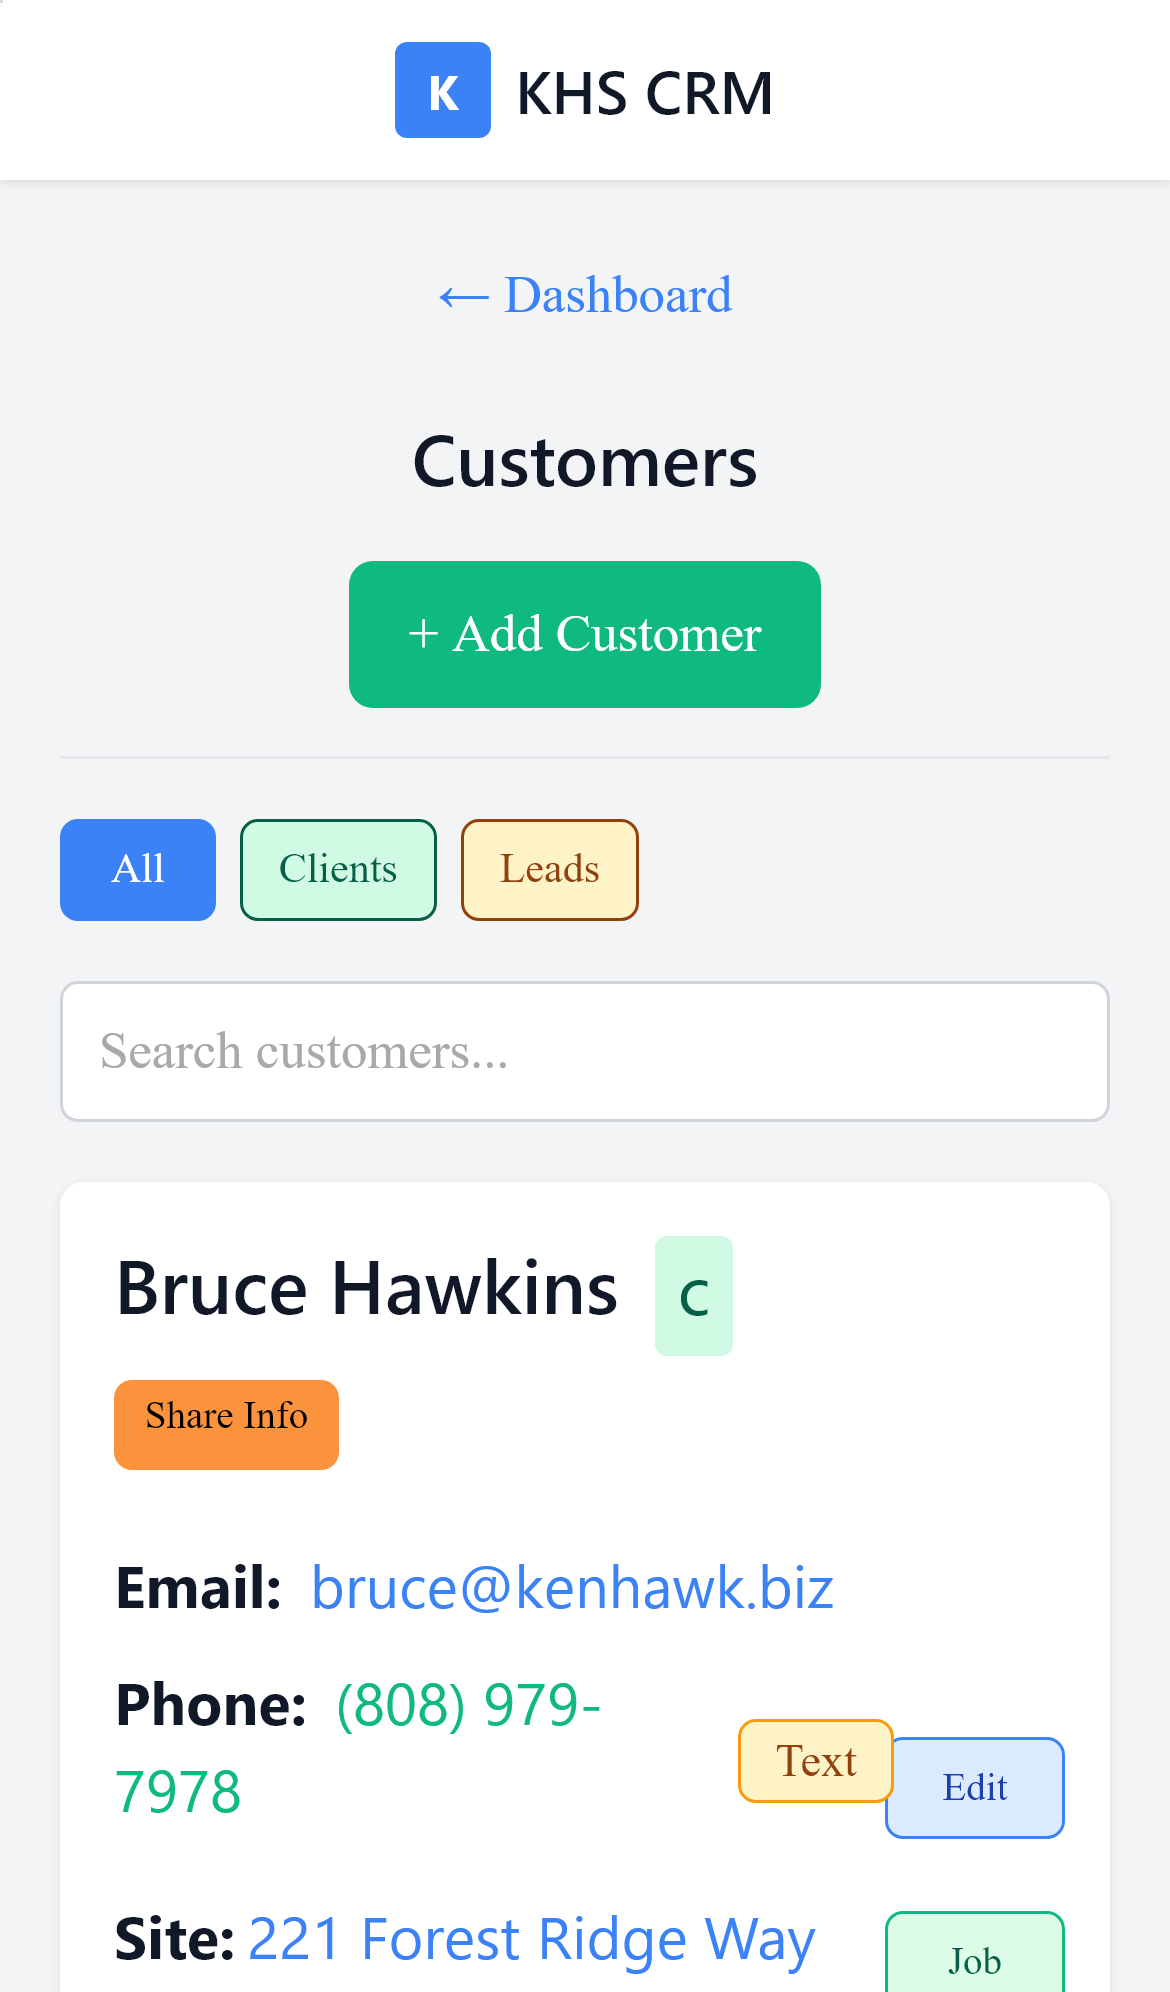 K KHS CRM
← Dashboard
Customers
+ Add Customer
All Clients Leads
Search customers...
Bruce Hawkins C
Share Info
Email: bruce@kenhawk.biz
Phone: (808) 979-
7978
Text Edit
Site: 221 Forest Ridge Way
Job